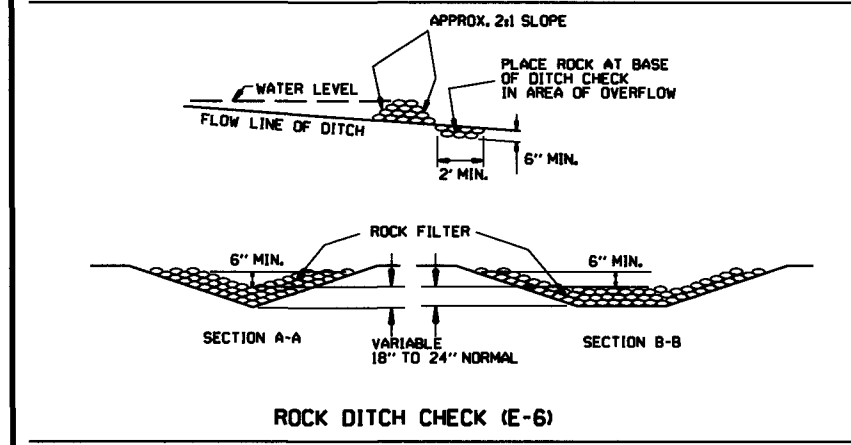 APPROX. 2:1 SLOPE
PLACE ROCK AT BASE
OF DITCH CHECK
IN AREA OF OVERFLOW
WATER LEVEL
FLOW LINE OF DITCH
6" MIN.
2' MIN.
ROCK FILTER
6" MIN.
6" MIN.
SECTION A-A
VARIABLE
18" TO 24" NORMAL
SECTION B-B
ROCK DITCH CHECK (E-6)